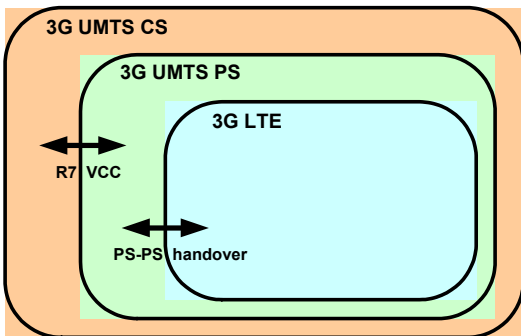 3G UMTS CS
3G UMTS PS
3G LTE
R7 VCC
PS-PS handover